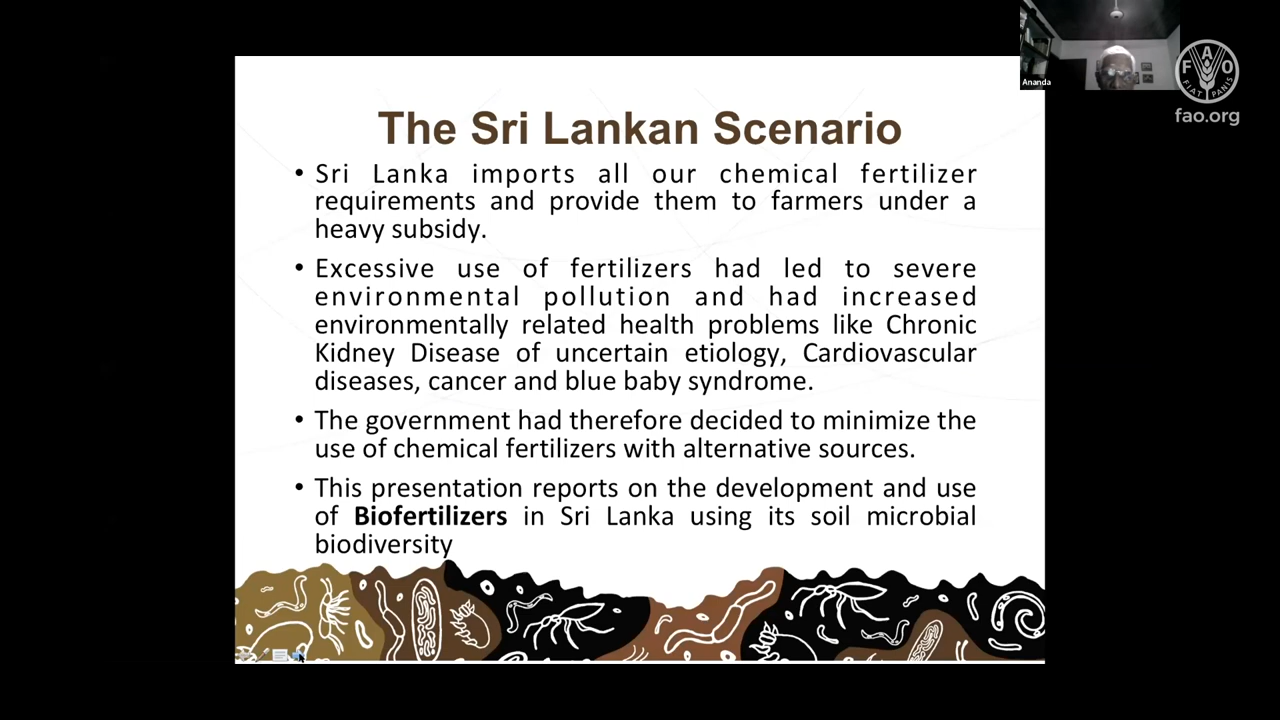 The Sri Lankan Scenario
• Sri Lanka imports all our chemical fertilizer
requirements and provide them to farmers under a
heavy subsidy.
• Excessive use of fertilizers had led to severe
environmental pollution and had increased
environmentally related health problems like Chronic
Kidney Disease of uncertain etiology, Cardiovascular
diseases, cancer and blue baby syndrome.
• The government had therefore decided to minimize the
use of chemical fertilizers with alternative sources.
• This presentation reports on the development and use
of Biofertilizers in Sri Lanka using its soil microbial
biodiversity
Ananda
F A O
FIAT PANIS
fao.org